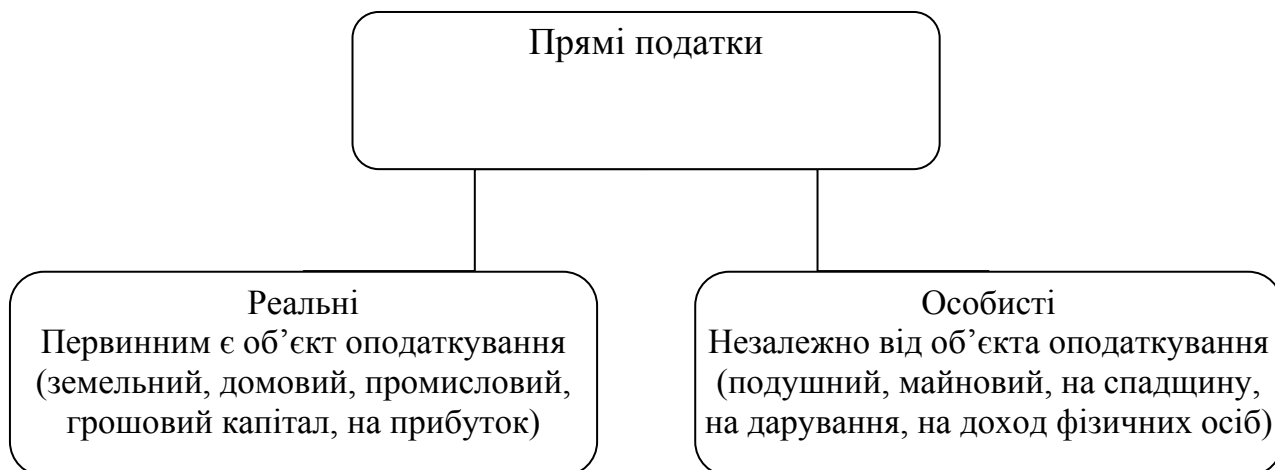 Прямі податки
Реальні
Первинним є об’єкт оподаткування
(земельний, домовий, промисловий,
грошовий капітал, на прибуток)
Особисті
Незалежно від об’єкта оподаткування
(подушний, майновий, на спадщину,
на дарування, на доход фізичних осіб)